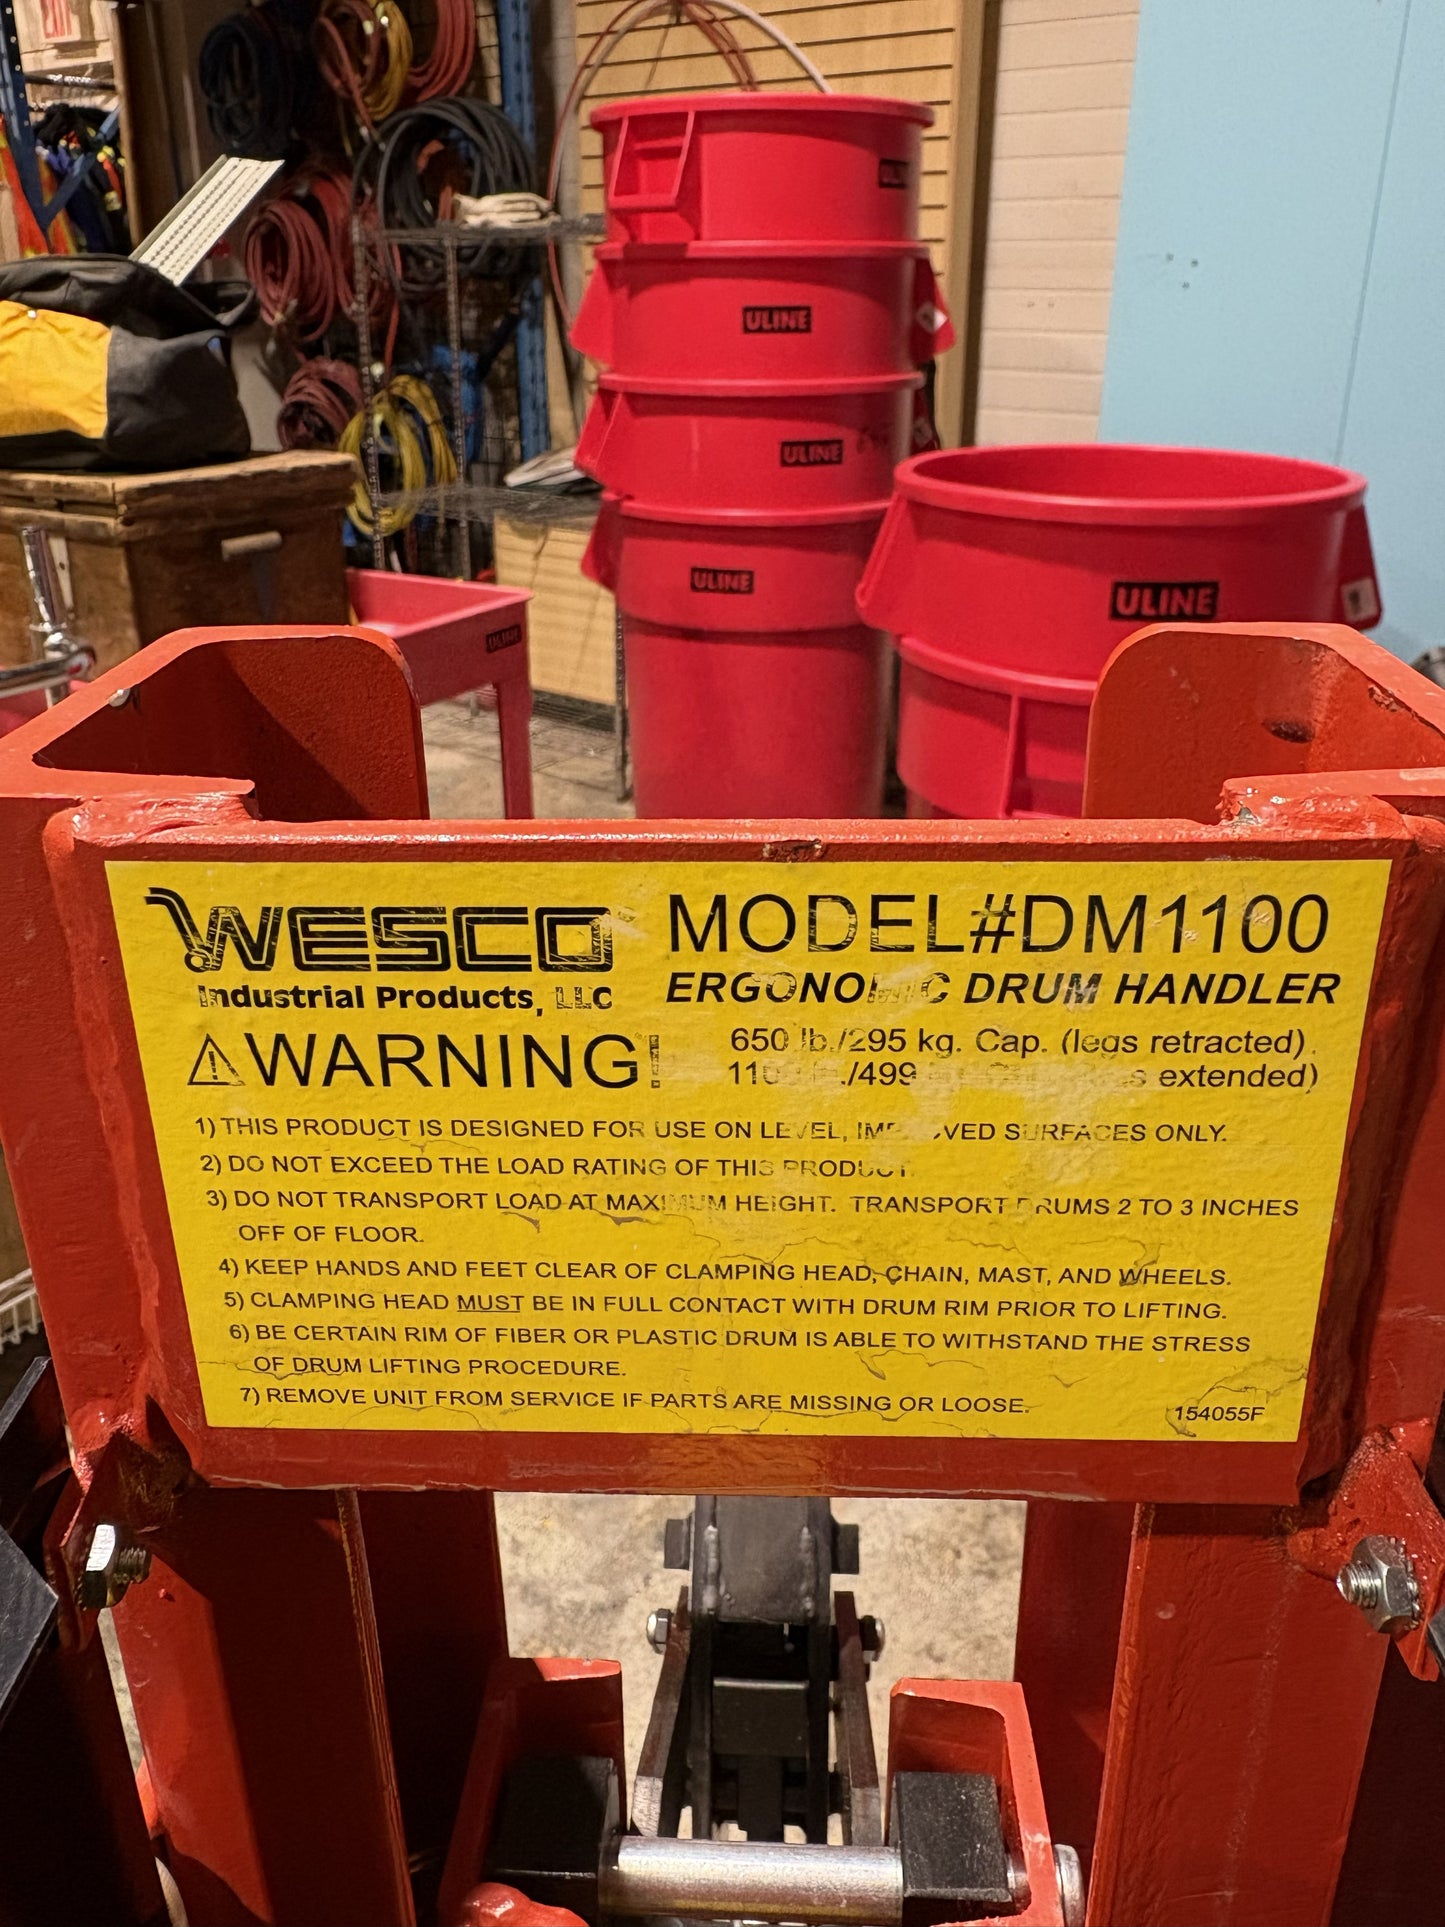 EXIT
ULINE
ULINE
ULINE
ULINE
ULINE
WESCO
Industrial Products, LLC
MODEL#DM1100
ERGONOMIC DRUM HANDLER
⚠WARNING!
650 lb./295 kg. Cap. (legs retracted)
/499 extended)
1) THIS PRODUCT IS DESIGNED FOR USE ON LEVEL, IMPROVED SURFACES ONLY.
2) DO NOT EXCEED THE LOAD RATING OF THIS PRODUCT.
3) DO NOT TRANSPORT LOAD AT MAXIMUM HEIGHT. TRANSPORT DRUMS 2 TO 3 INCHES
OFF OF FLOOR.
4) KEEP HANDS AND FEET CLEAR OF CLAMPING HEAD, CHAIN, MAST, AND WHEELS.
5) CLAMPING HEAD MUST BE IN FULL CONTACT WITH DRUM RIM PRIOR TO LIFTING.
6) BE CERTAIN RIM OF FIBER OR PLASTIC DRUM IS ABLE TO WITHSTAND THE STRESS
OF DRUM LIFTING PROCEDURE.
7) REMOVE UNIT FROM SERVICE IF PARTS ARE MISSING OR LOOSE.
154055F